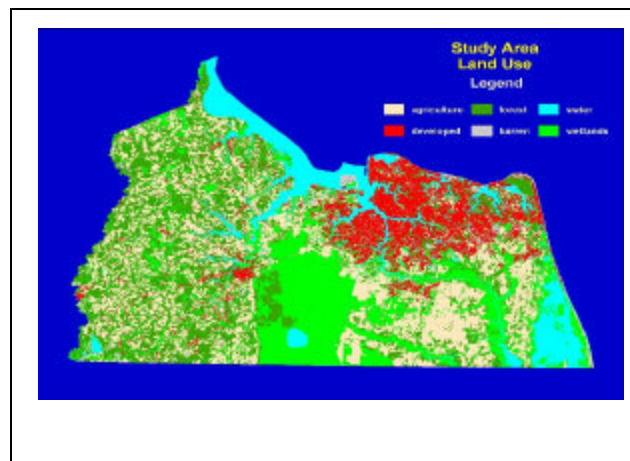 Study Area
Land Use
Legend
agriculture forest water
developed barren wetlands